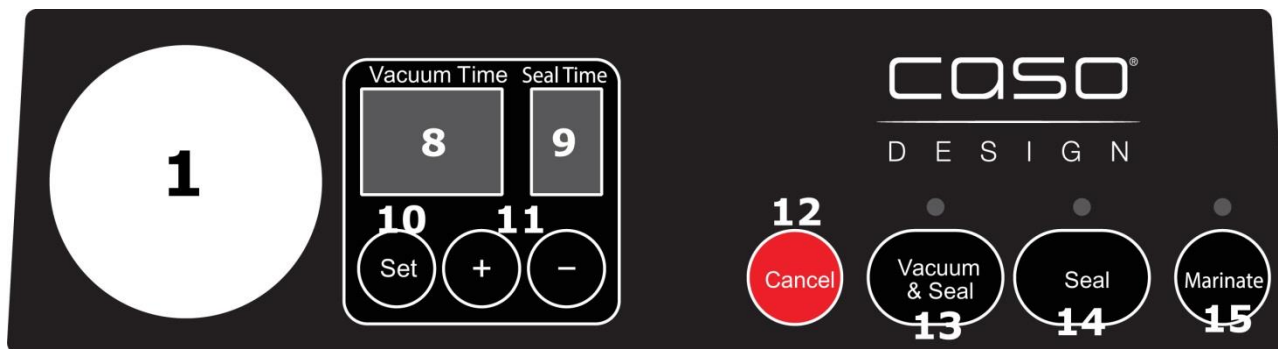 1
Vacuum Time Seal Time
8 9
10 11
Set + −
caso®
DESIGN
12
Cancel
Vacuum
& Seal
13
Seal
14
Marinate
15